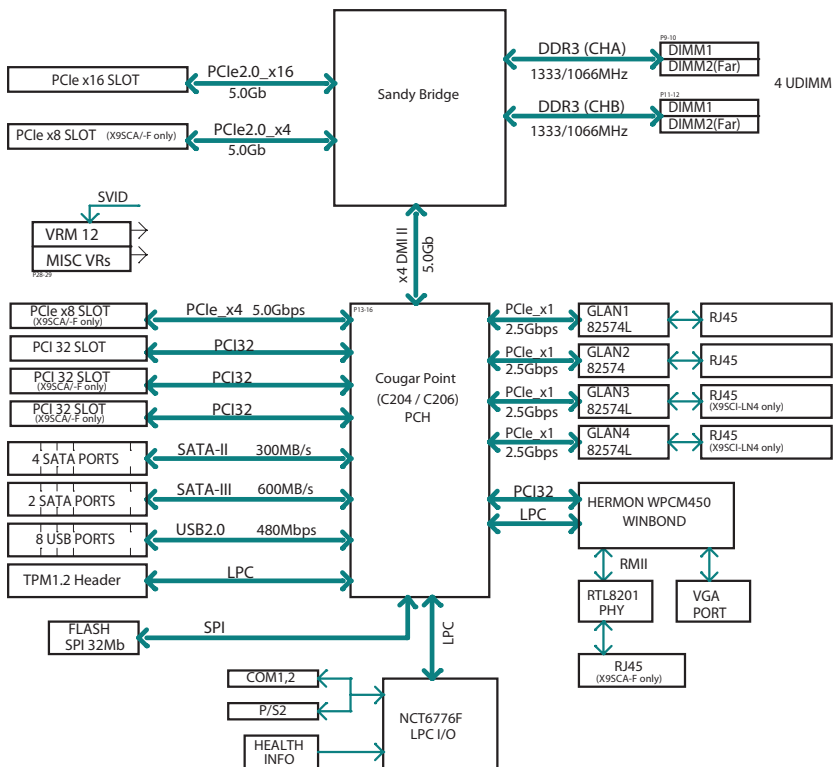 PCIe x16 SLOT
PCIe2.0_x16
5.0Gb
PCIe x8 SLOT (X9SCA/-F only)
PCIe2.0_x4
5.0Gb
Sandy Bridge
DDR3 (CHA)
1333/1066MHz
P9-10
DIMM1
DIMM2(Far)
4 UDIMM
DDR3 (CHB)
1333/1066MHz
P11-12
DIMM1
DIMM2(Far)
SVID
VRM 12
MISC VRs
P28-29
x4 DMI II
5.0Gb
PCIe x8 SLOT
(X9SCA/-F only)
PCIe_x4 5.0Gbps
PCI 32 SLOT
PCI32
PCI 32 SLOT
(X9SCA/-F only)
PCI32
PCI 32 SLOT
(X9SCA/-F only)
PCI32
4 SATA PORTS
SATA-II 300MB/s
2 SATA PORTS
SATA-III 600MB/s
8 USB PORTS
USB2.0 480Mbps
TPM1.2 Header
LPC
FLASH
SPI 32Mb
SPI
P13-16
Cougar Point
(C204 / C206)
PCH
PCIe_x1
2.5Gbps
GLAN1
82574L
RJ45
PCIe_x1
2.5Gbps
GLAN2
82574
RJ45
PCIe_x1
2.5Gbps
GLAN3
82574L
RJ45
(X9SCI-LN4 only)
PCIe_x1
2.5Gbps
GLAN4
82574L
RJ45
(X9SCI-LN4 only)
PCI32
LPC
HERMON WPCM450
WINBOND
RMII
RTL8201
PHY
VGA
PORT
RJ45
(X9SCA-F only)
LPC
COM1,2
P/S2
HEALTH
INFO
NCT6776F
LPC I/O